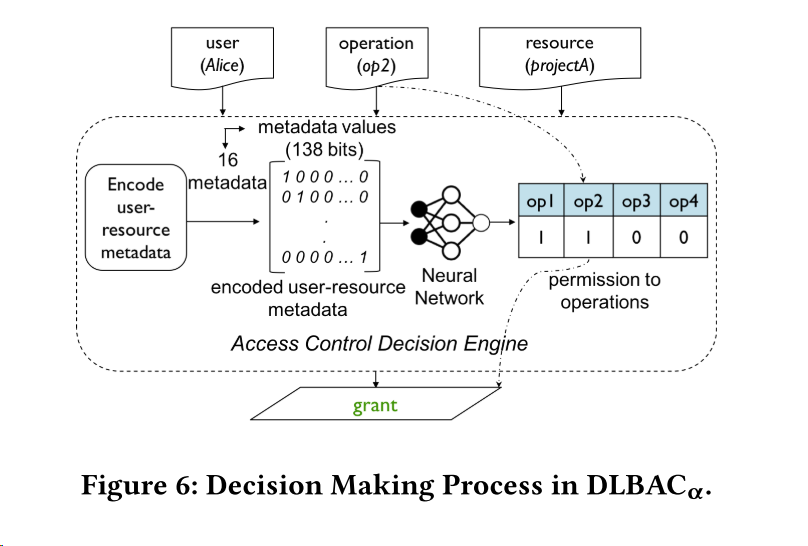 user
(Alice)
operation
(op2)
resource
(projectA)
metadata values
(138 bits)
16
metadata
Encode
user-
resource
metadata
1 0 0 0 ... 0
0 1 0 0 ... 0
.
.
0 0 0 0 ... 1
encoded user-resource
metadata
Neural
Network
op1 op2 op3 op4
1 1 0 0
permission to
operations
Access Control Decision Engine
grant
Figure 6: Decision Making Process in DLBACα.